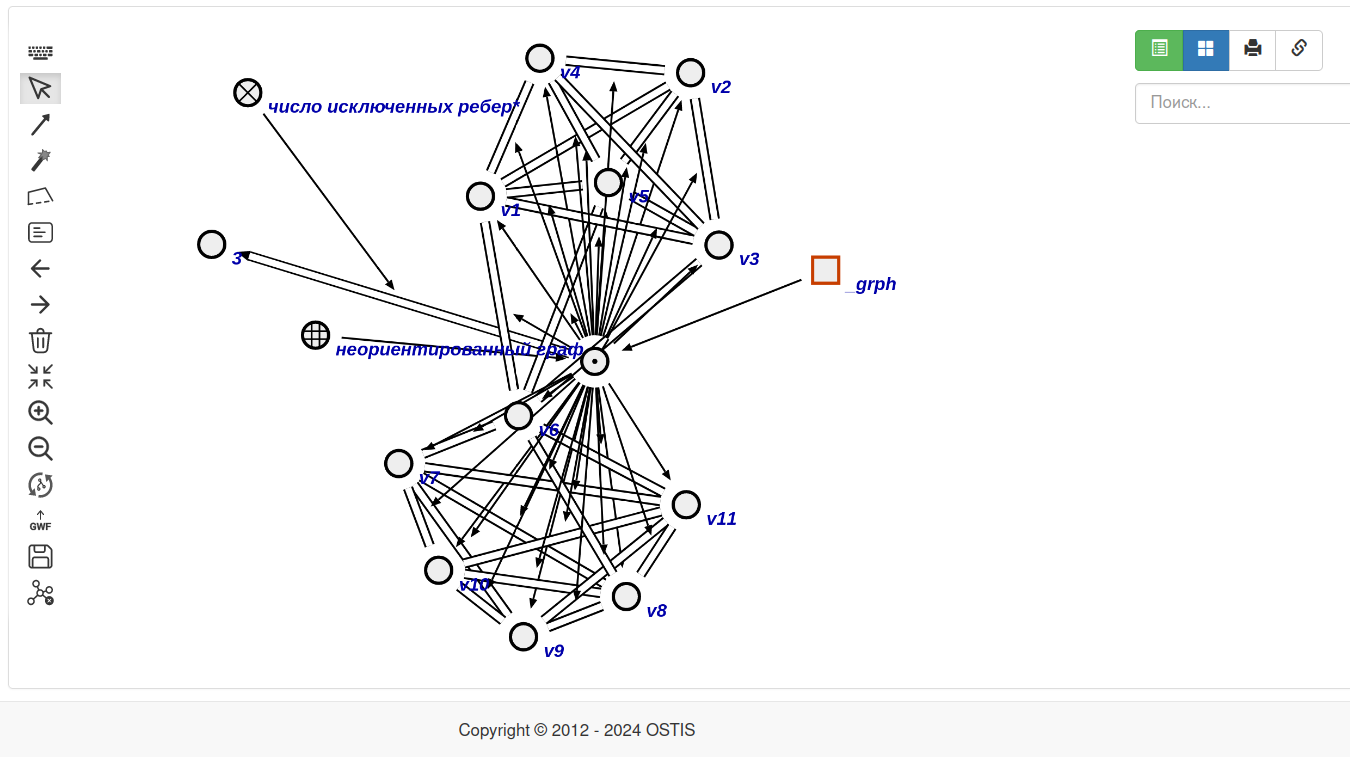 v4
v2
число исключенных ребер*
Поиск...
v5
v1
3
v3
_grph
неориентированный граф
v6
v7
v11
v10
v8
v9
GWF
Copyright © 2012 - 2024 OSTIS